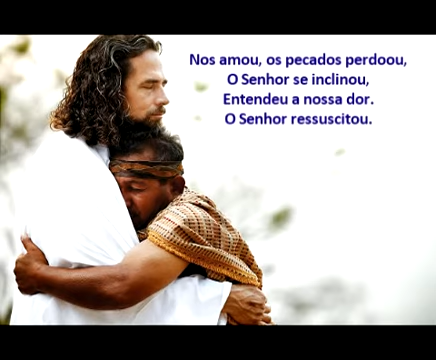 Nos amou, os pecados perdoou,
O Senhor se inclinou,
Entendeu a nossa dor.
O Senhor ressuscitou.